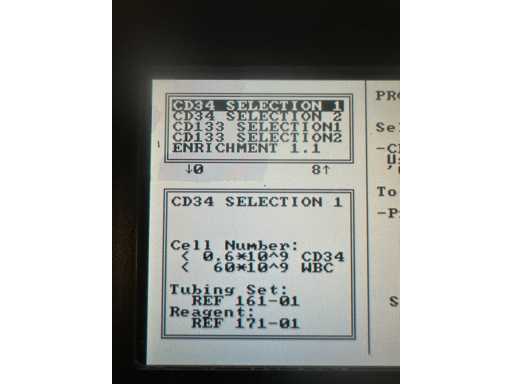 CD34 SELECTION 1
CD34 SELECTION 2
CD133 SELECTION1
CD133 SELECTION2
ENRICHMENT 1.1
↓0 8↑
CD34 SELECTION 1
Cell Number:
< 0.6*10^9 CD34
< 60*10^9 WBC
Tubing Set:
REF 161-01
Reagent:
REF 171-01
To